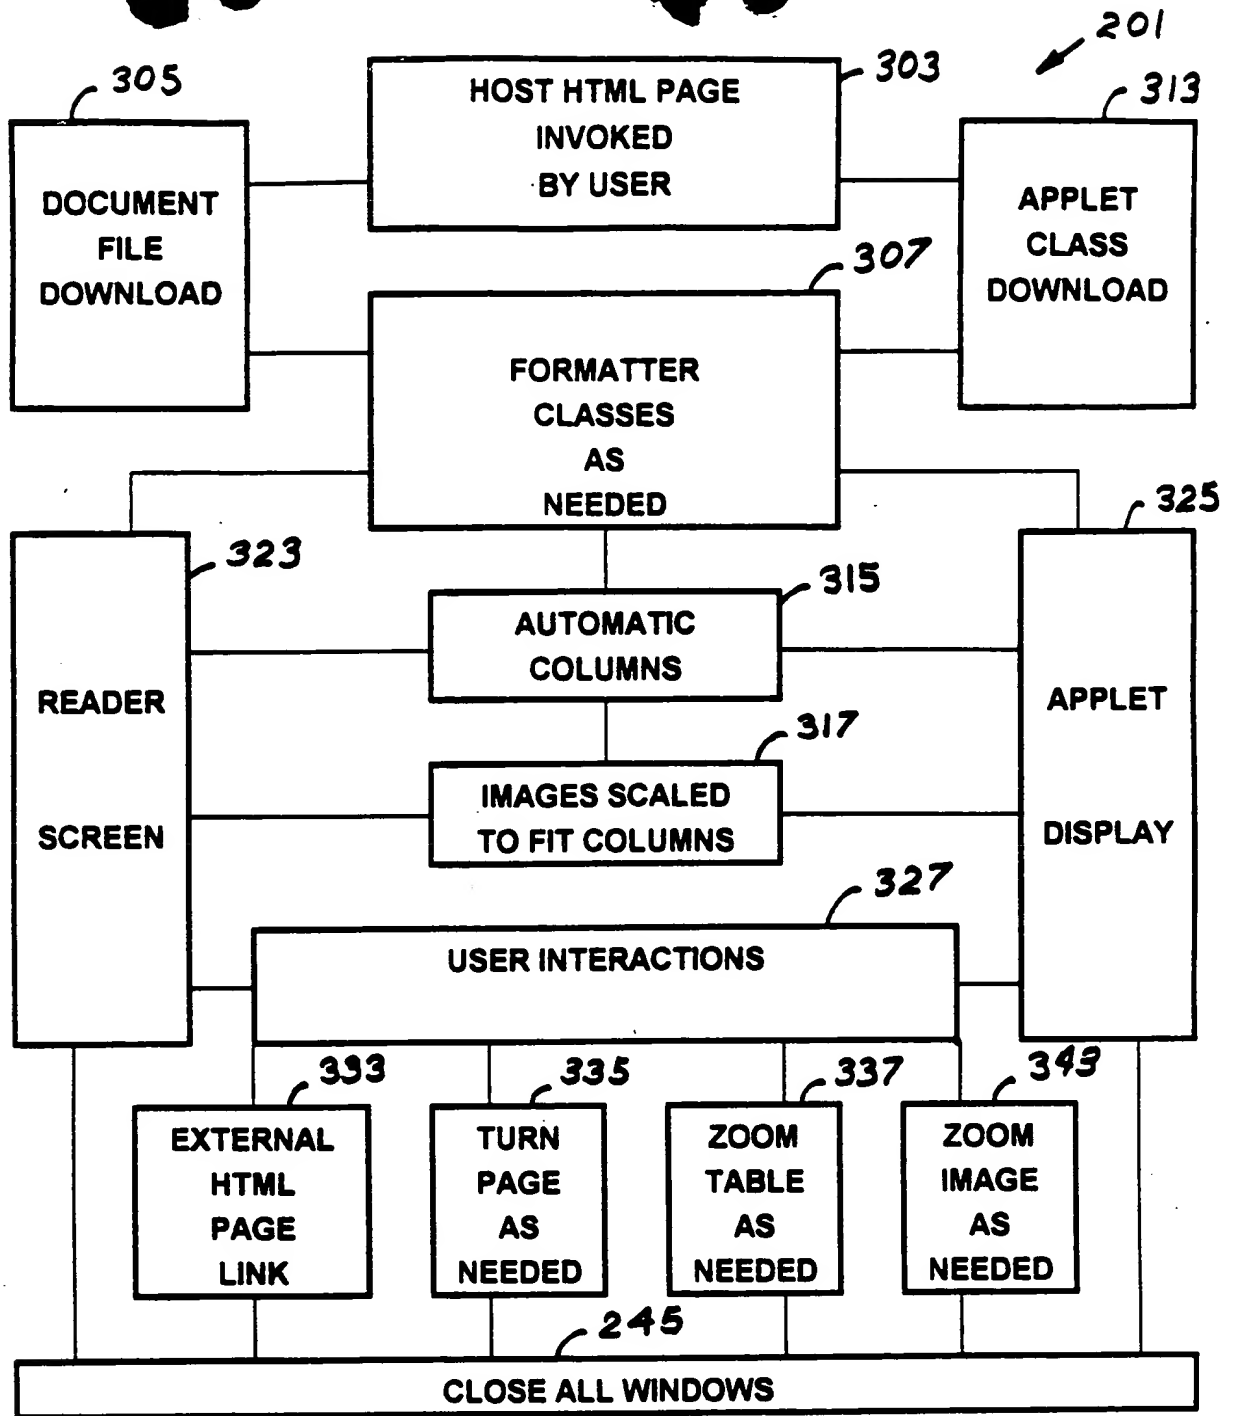 201
305
303
313
HOST HTML PAGE
INVOKED
BY USER
DOCUMENT
FILE
DOWNLOAD
APPLET
CLASS
DOWNLOAD
307
FORMATTER
CLASSES
AS
NEEDED
323
325
315
AUTOMATIC
COLUMNS
READER
SCREEN
APPLET
DISPLAY
317
IMAGES SCALED
TO FIT COLUMNS
327
USER INTERACTIONS
333
335
337
343
EXTERNAL
HTML
PAGE
LINK
TURN
PAGE
AS
NEEDED
ZOOM
TABLE
AS
NEEDED
ZOOM
IMAGE
AS
NEEDED
245
CLOSE ALL WINDOWS